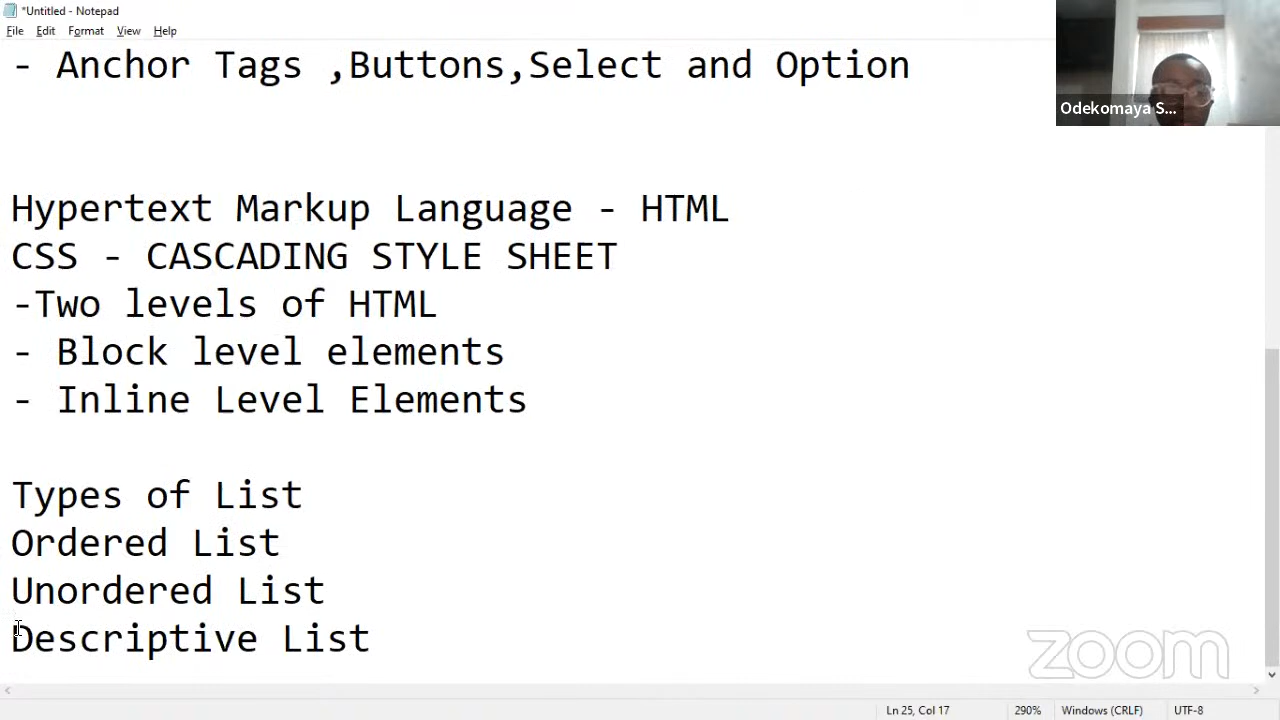 *Untitled - Notepad
File Edit Format View Help
- Anchor Tags ,Buttons,Select and Option
Odekomaya S...
Hypertext Markup Language - HTML
CSS - CASCADING STYLE SHEET
-Two levels of HTML
- Block level elements
- Inline Level Elements
Types of List
Ordered List
Unordered List
Descriptive List
zoom
Ln 25, Col 17 290% Windows (CRLF) UTF-8